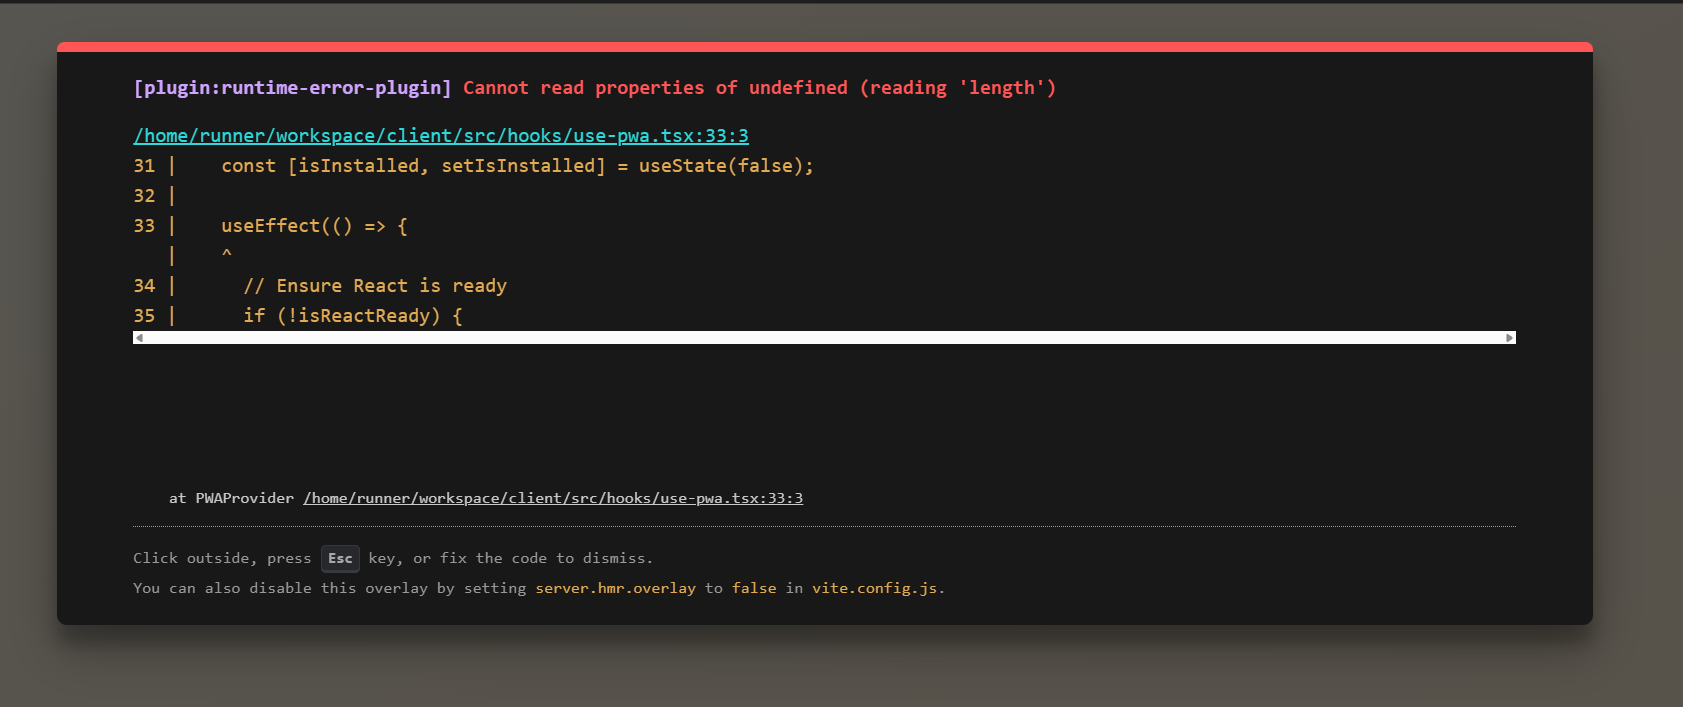 [plugin:runtime-error-plugin] Cannot read properties of undefined (reading 'length')
/home/runner/workspace/client/src/hooks/use-pwa.tsx:33:3
31 |    const [isInstalled, setIsInstalled] = useState(false);
32 |
33 |    useEffect(() => {
   |    ^
34 |      // Ensure React is ready
35 |      if (!isReactReady) {
at PWAProvider /home/runner/workspace/client/src/hooks/use-pwa.tsx:33:3
Click outside, press Esc key, or fix the code to dismiss.
You can also disable this overlay by setting server.hmr.overlay to false in vite.config.js.